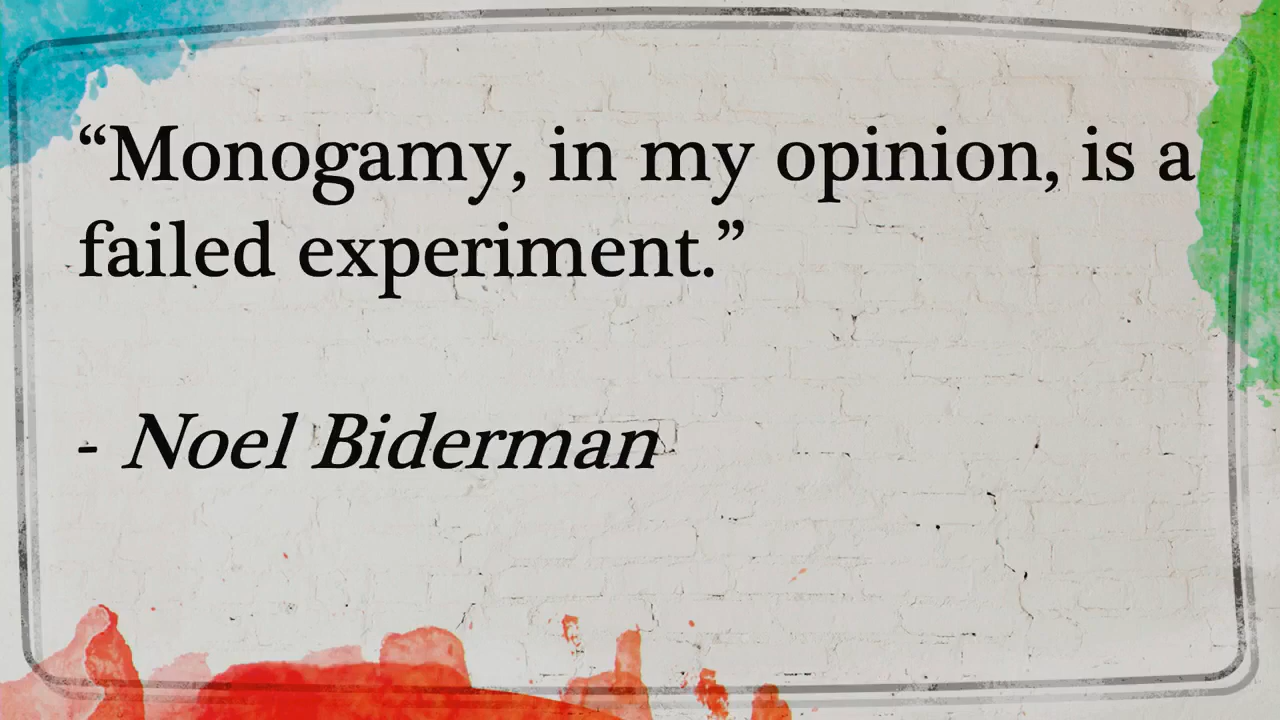 “Monogamy, in my opinion, is a
failed experiment.”
- Noel Biderman